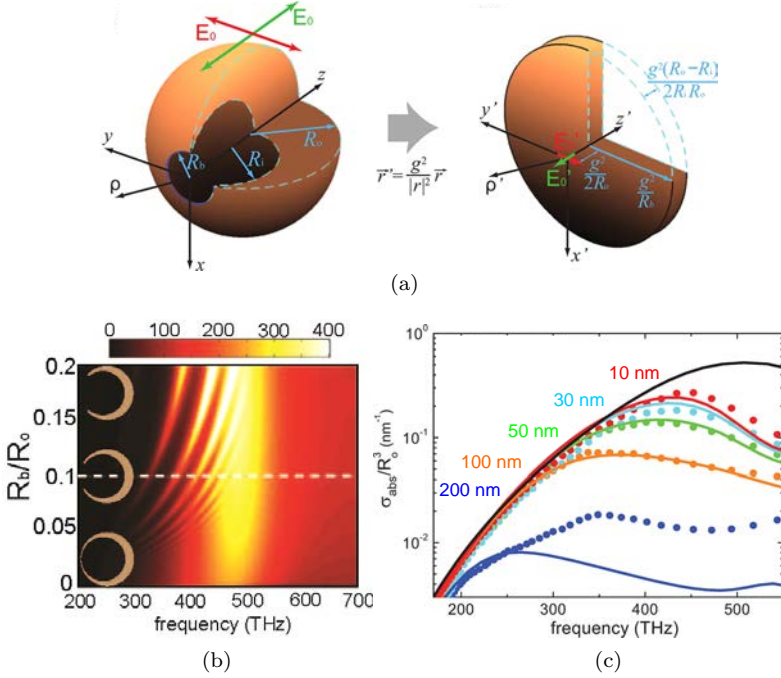 E₀
E₀
z
y
R_b
R_i
R_o
ρ
x
r⃗' = g²/|r|² r⃗
g²(R_o−R_i)/2R_iR_o
y'
z'
E₀'
E₀'
g²/2R_o
g²/R_b
ρ'
x'
(a)
0 100 200 300 400
R_b/R_o
0.2
0.15
0.1
0.05
0
200 300 400 500 600 700
frequency (THz)
(b)
σ_abs/R_o³ (nm⁻¹)
10⁰
10⁻¹
10⁻²
10 nm
30 nm
50 nm
100 nm
200 nm
200 300 400 500
frequency (THz)
(c)